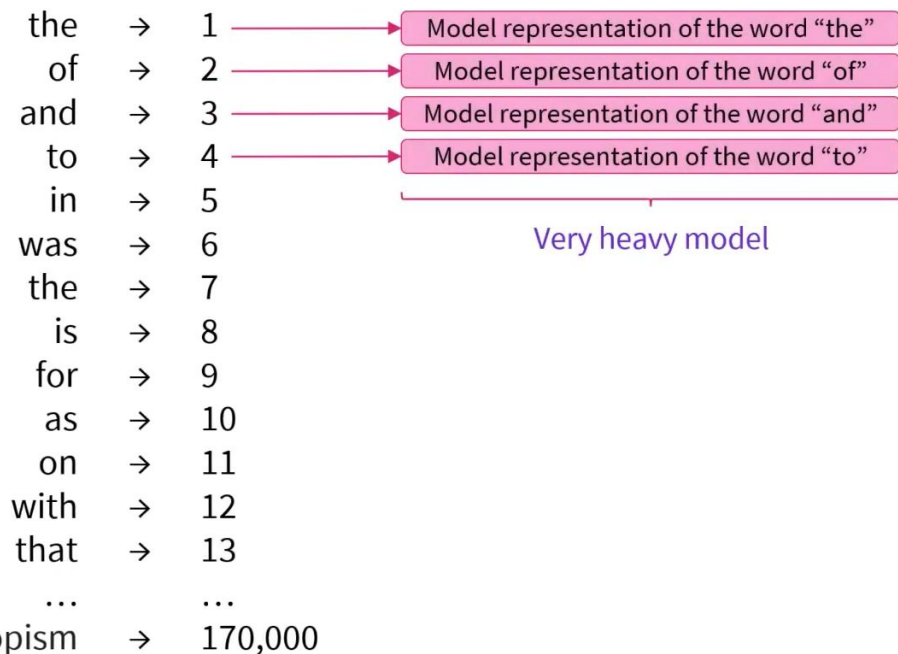 the → 1 Model representation of the word “the”
of → 2 Model representation of the word “of”
and → 3 Model representation of the word “and”
to → 4 Model representation of the word “to”
in → 5
was → 6 Very heavy model
the → 7
is → 8
for → 9
as → 10
on → 11
with → 12
that → 13
... ...
→ 170,000